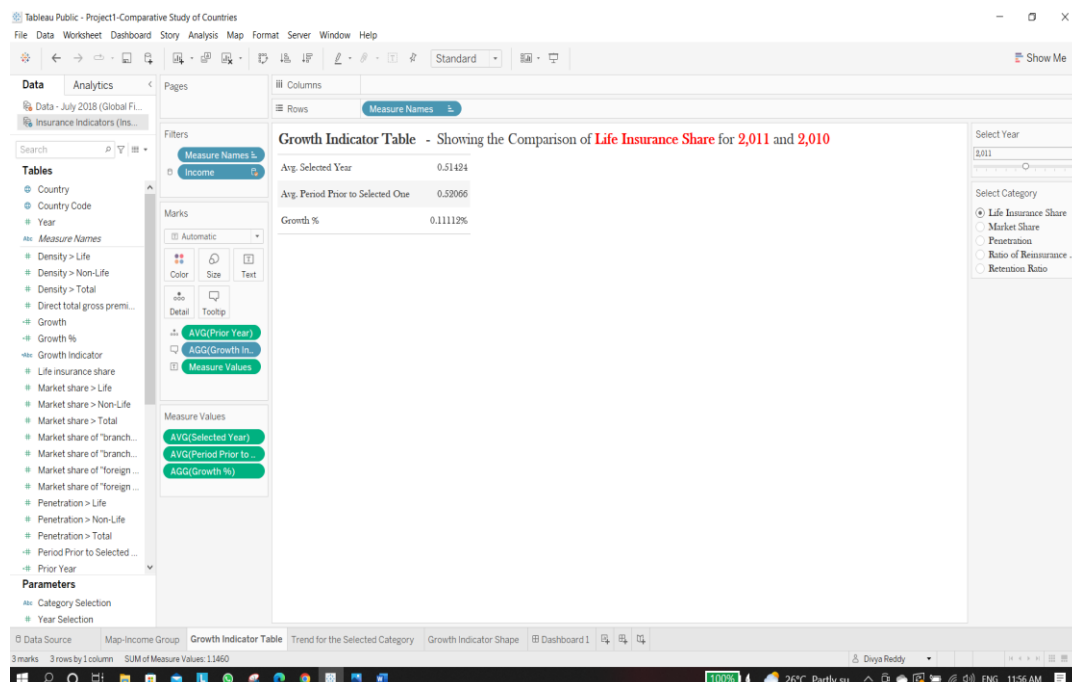 Tableau Public - Project1-Comparative Study of Countries
File Data Worksheet Dashboard Story Analysis Map Format Server Window Help
Standard
Show Me
Data Analytics
Data - July 2018 (Global Fi...
Insurance Indicators (Ins...
Search
Tables
Country
Country Code
# Year
Abc Measure Names
# Density > Life
# Density > Non-Life
# Density > Total
# Direct total gross premi...
=# Growth
=# Growth %
=Abc Growth Indicator
# Life insurance share
# Market share > Life
# Market share > Non-Life
# Market share > Total
# Market share of "branch...
# Market share of "branch...
# Market share of "foreign ...
# Market share of "foreign ...
# Penetration > Life
# Penetration > Non-Life
# Penetration > Total
=# Period Prior to Selected ...
=# Prior Year
Parameters
Abc Category Selection
# Year Selection
Pages
Filters
Measure Names
Income
Marks
Automatic
Color Size Text
Detail Tooltip
AVG(Prior Year)
AGG(Growth In..
Measure Values
Measure Values
AVG(Selected Year)
AVG(Period Prior to ..
AGG(Growth %)
Columns
Rows Measure Names
Growth Indicator Table - Showing the Comparison of Life Insurance Share for 2,011 and 2,010
Avg. Selected Year 0.51424
Avg. Period Prior to Selected One 0.52066
Growth % 0.11112%
Select Year
2,011
Select Category
Life Insurance Share
Market Share
Penetration
Ratio of Reinsurance ..
Retention Ratio
Data Source Map-Income Group Growth Indicator Table Trend for the Selected Category Growth Indicator Shape Dashboard 1
3 marks 3 rows by 1 column SUM of Measure Values: 1.1460
Divya Reddy
100% 26°C Partly su... ENG 11:56 AM